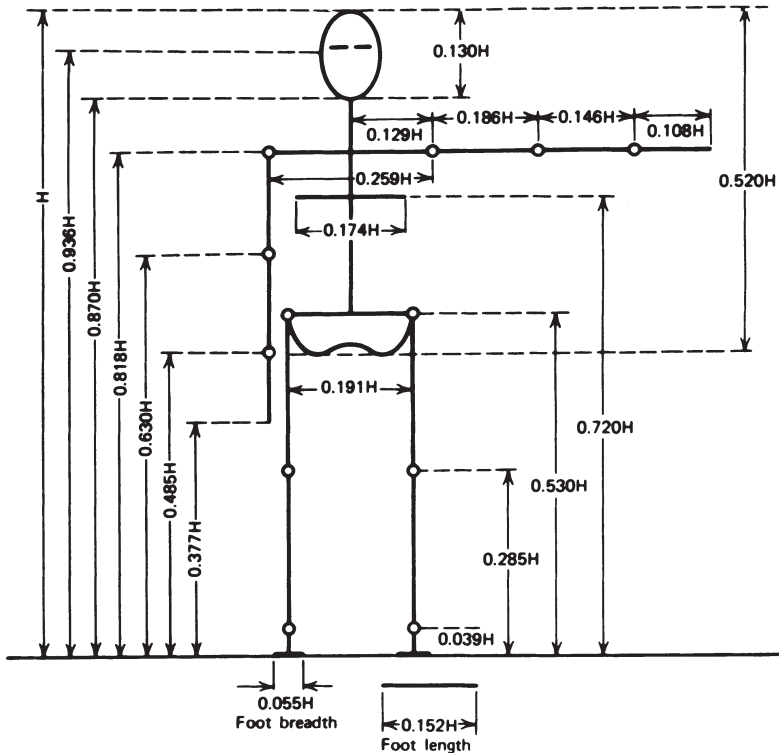 0.130H
0.129H
0.186H
0.146H
0.108H
0.259H
0.520H
0.174H
H
0.936H
0.870H
0.818H
0.630H
0.485H
0.377H
0.191H
0.720H
0.530H
0.285H
0.039H
0.055H
Foot breadth
0.152H
Foot length